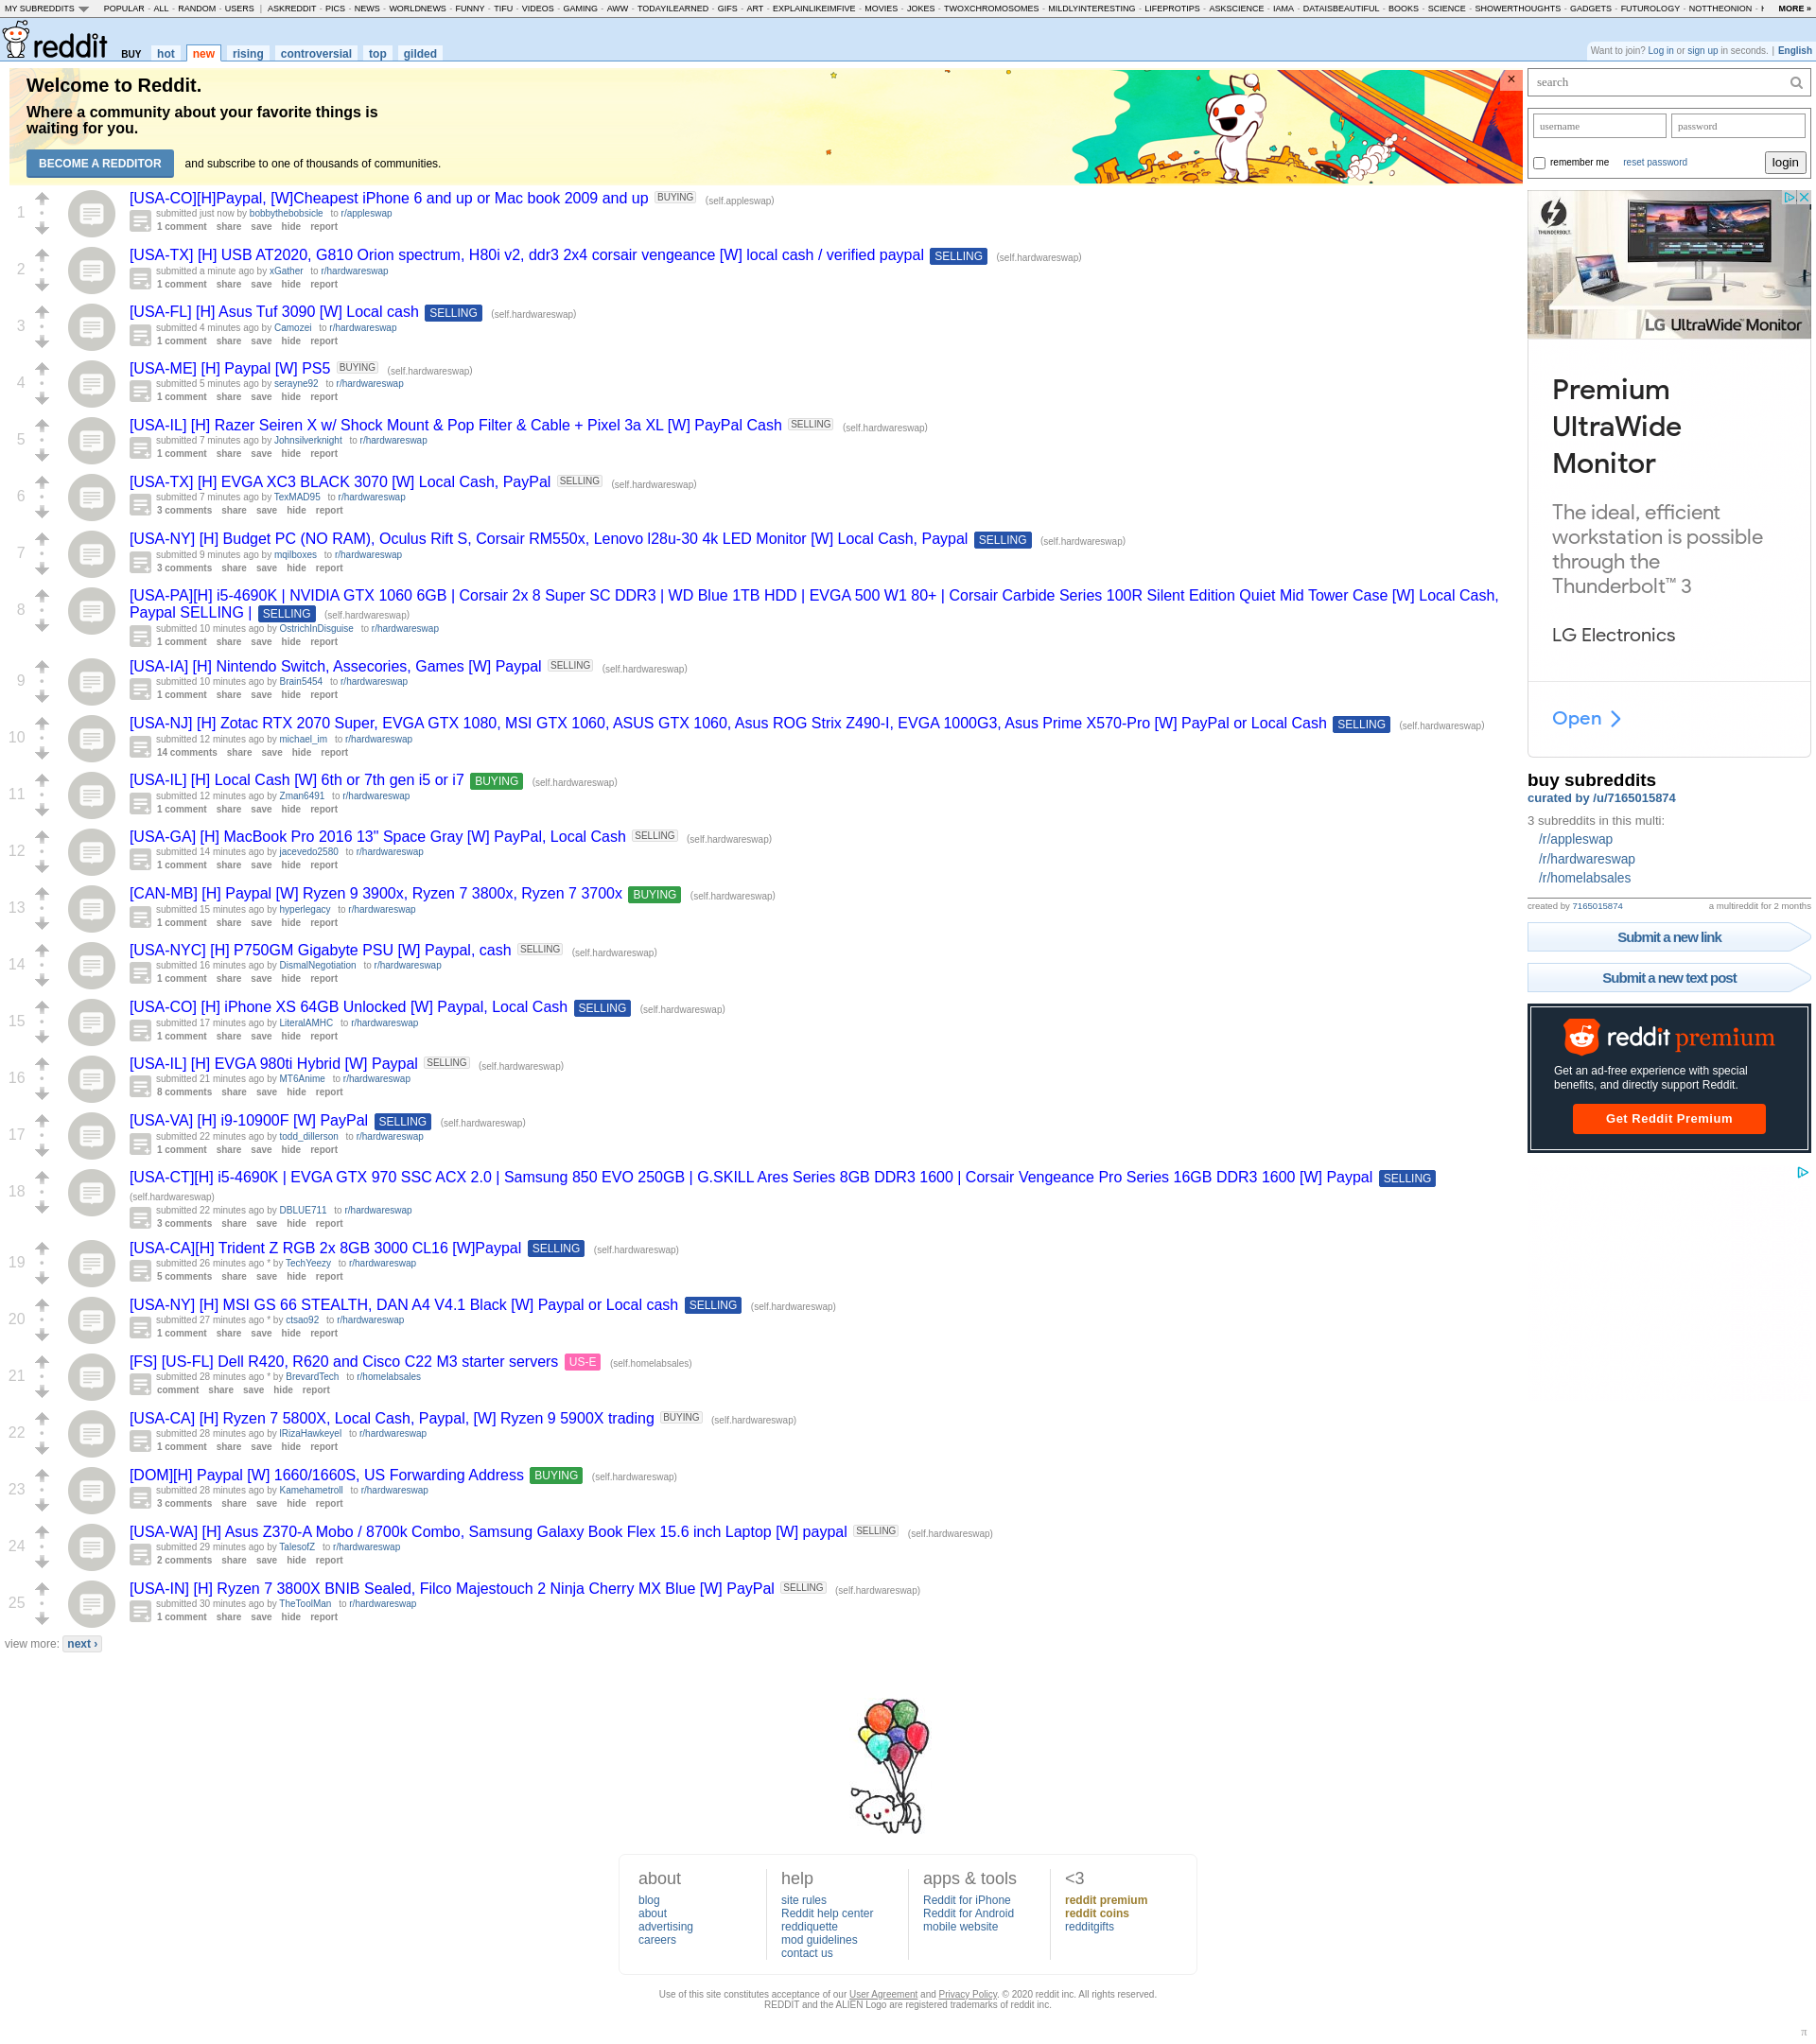 MY SUBREDDITS POPULAR - ALL - RANDOM - USERS | ASKREDDIT - PICS - NEWS - WORLDNEWS - FUNNY - TIFU - VIDEOS - GAMING - AWW - TODAYILEARNED - GIFS - ART - EXPLAINLIKEIMFIVE - MOVIES - JOKES - TWOXCHROMOSOMES - MILDLYINTERESTING - LIFEPROTIPS - ASKSCIENCE - IAMA - DATAISBEAUTIFUL - BOOKS - SCIENCE - SHOWERTHOUGHTS - GADGETS - FUTUROLOGY - NOTTHEONION - MORE »
reddit BUY hot new rising controversial top gilded
Want to join? Log in or sign up in seconds. | English
Welcome to Reddit.
Where a community about your favorite things is
waiting for you.
BECOME A REDDITOR and subscribe to one of thousands of communities.
×
1
[USA-CO][H]Paypal, [W]Cheapest iPhone 6 and up or Mac book 2009 and up BUYING (self.appleswap)
submitted just now by bobbythebobsicle to r/appleswap
1 comment share save hide report
2
[USA-TX] [H] USB AT2020, G810 Orion spectrum, H80i v2, ddr3 2x4 corsair vengeance [W] local cash / verified paypal SELLING (self.hardwareswap)
submitted a minute ago by xGather to r/hardwareswap
1 comment share save hide report
3
[USA-FL] [H] Asus Tuf 3090 [W] Local cash SELLING (self.hardwareswap)
submitted 4 minutes ago by Camozei to r/hardwareswap
1 comment share save hide report
4
[USA-ME] [H] Paypal [W] PS5 BUYING (self.hardwareswap)
submitted 5 minutes ago by serayne92 to r/hardwareswap
1 comment share save hide report
5
[USA-IL] [H] Razer Seiren X w/ Shock Mount & Pop Filter & Cable + Pixel 3a XL [W] PayPal Cash SELLING (self.hardwareswap)
submitted 7 minutes ago by Johnsilverknight to r/hardwareswap
1 comment share save hide report
6
[USA-TX] [H] EVGA XC3 BLACK 3070 [W] Local Cash, PayPal SELLING (self.hardwareswap)
submitted 7 minutes ago by TexMAD95 to r/hardwareswap
3 comments share save hide report
7
[USA-NY] [H] Budget PC (NO RAM), Oculus Rift S, Corsair RM550x, Lenovo l28u-30 4k LED Monitor [W] Local Cash, Paypal SELLING (self.hardwareswap)
submitted 9 minutes ago by mqilboxes to r/hardwareswap
3 comments share save hide report
8
[USA-PA][H] i5-4690K | NVIDIA GTX 1060 6GB | Corsair 2x 8 Super SC DDR3 | WD Blue 1TB HDD | EVGA 500 W1 80+ | Corsair Carbide Series 100R Silent Edition Quiet Mid Tower Case [W] Local Cash,
Paypal SELLING | SELLING (self.hardwareswap)
submitted 10 minutes ago by OstrichInDisguise to r/hardwareswap
1 comment share save hide report
9
[USA-IA] [H] Nintendo Switch, Assecories, Games [W] Paypal SELLING (self.hardwareswap)
submitted 10 minutes ago by Brain5454 to r/hardwareswap
1 comment share save hide report
10
[USA-NJ] [H] Zotac RTX 2070 Super, EVGA GTX 1080, MSI GTX 1060, ASUS GTX 1060, Asus ROG Strix Z490-I, EVGA 1000G3, Asus Prime X570-Pro [W] PayPal or Local Cash SELLING (self.hardwareswap)
submitted 12 minutes ago by michael_im to r/hardwareswap
14 comments share save hide report
11
[USA-IL] [H] Local Cash [W] 6th or 7th gen i5 or i7 BUYING (self.hardwareswap)
submitted 12 minutes ago by Zman6491 to r/hardwareswap
1 comment share save hide report
12
[USA-GA] [H] MacBook Pro 2016 13" Space Gray [W] PayPal, Local Cash SELLING (self.hardwareswap)
submitted 14 minutes ago by jacevedo2580 to r/hardwareswap
1 comment share save hide report
13
[CAN-MB] [H] Paypal [W] Ryzen 9 3900x, Ryzen 7 3800x, Ryzen 7 3700x BUYING (self.hardwareswap)
submitted 15 minutes ago by hyperlegacy to r/hardwareswap
1 comment share save hide report
14
[USA-NYC] [H] P750GM Gigabyte PSU [W] Paypal, cash SELLING (self.hardwareswap)
submitted 16 minutes ago by DismalNegotiation to r/hardwareswap
1 comment share save hide report
15
[USA-CO] [H] iPhone XS 64GB Unlocked [W] Paypal, Local Cash SELLING (self.hardwareswap)
submitted 17 minutes ago by LiteralAMHC to r/hardwareswap
1 comment share save hide report
16
[USA-IL] [H] EVGA 980ti Hybrid [W] Paypal SELLING (self.hardwareswap)
submitted 21 minutes ago by MT6Anime to r/hardwareswap
8 comments share save hide report
17
[USA-VA] [H] i9-10900F [W] PayPal SELLING (self.hardwareswap)
submitted 22 minutes ago by todd_dillerson to r/hardwareswap
1 comment share save hide report
18
[USA-CT][H] i5-4690K | EVGA GTX 970 SSC ACX 2.0 | Samsung 850 EVO 250GB | G.SKILL Ares Series 8GB DDR3 1600 | Corsair Vengeance Pro Series 16GB DDR3 1600 [W] Paypal SELLING
(self.hardwareswap)
submitted 22 minutes ago by DBLUE711 to r/hardwareswap
3 comments share save hide report
19
[USA-CA][H] Trident Z RGB 2x 8GB 3000 CL16 [W]Paypal SELLING (self.hardwareswap)
submitted 26 minutes ago * by TechYeezy to r/hardwareswap
5 comments share save hide report
20
[USA-NY] [H] MSI GS 66 STEALTH, DAN A4 V4.1 Black [W] Paypal or Local cash SELLING (self.hardwareswap)
submitted 27 minutes ago * by ctsao92 to r/hardwareswap
1 comment share save hide report
21
[FS] [US-FL] Dell R420, R620 and Cisco C22 M3 starter servers US-E (self.homelabsales)
submitted 28 minutes ago * by BrevardTech to r/homelabsales
comment share save hide report
22
[USA-CA] [H] Ryzen 7 5800X, Local Cash, Paypal, [W] Ryzen 9 5900X trading BUYING (self.hardwareswap)
submitted 28 minutes ago by IRizaHawkeyel to r/hardwareswap
1 comment share save hide report
23
[DOM][H] Paypal [W] 1660/1660S, US Forwarding Address BUYING (self.hardwareswap)
submitted 28 minutes ago by Kamehametroll to r/hardwareswap
3 comments share save hide report
24
[USA-WA] [H] Asus Z370-A Mobo / 8700k Combo, Samsung Galaxy Book Flex 15.6 inch Laptop [W] paypal SELLING (self.hardwareswap)
submitted 29 minutes ago by TalesofZ to r/hardwareswap
2 comments share save hide report
25
[USA-IN] [H] Ryzen 7 3800X BNIB Sealed, Filco Majestouch 2 Ninja Cherry MX Blue [W] PayPal SELLING (self.hardwareswap)
submitted 30 minutes ago by TheToolMan to r/hardwareswap
1 comment share save hide report
view more: next ›
search
username password
remember me reset password login
THUNDERBOLT
LG UltraWide Monitor
Premium
UltraWide
Monitor
The ideal, efficient
workstation is possible
through the
Thunderbolt™ 3
LG Electronics
Open
buy subreddits
curated by /u/7165015874
3 subreddits in this multi:
/r/appleswap
/r/hardwareswap
/r/homelabsales
created by 7165015874 a multireddit for 2 months
Submit a new link
Submit a new text post
reddit premium
Get an ad-free experience with special
benefits, and directly support Reddit.
Get Reddit Premium
about
blog
about
advertising
careers
help
site rules
Reddit help center
reddiquette
mod guidelines
contact us
apps & tools
Reddit for iPhone
Reddit for Android
mobile website
<3
reddit premium
reddit coins
redditgifts
Use of this site constitutes acceptance of our User Agreement and Privacy Policy. © 2020 reddit inc. All rights reserved.
REDDIT and the ALIEN Logo are registered trademarks of reddit inc.
π